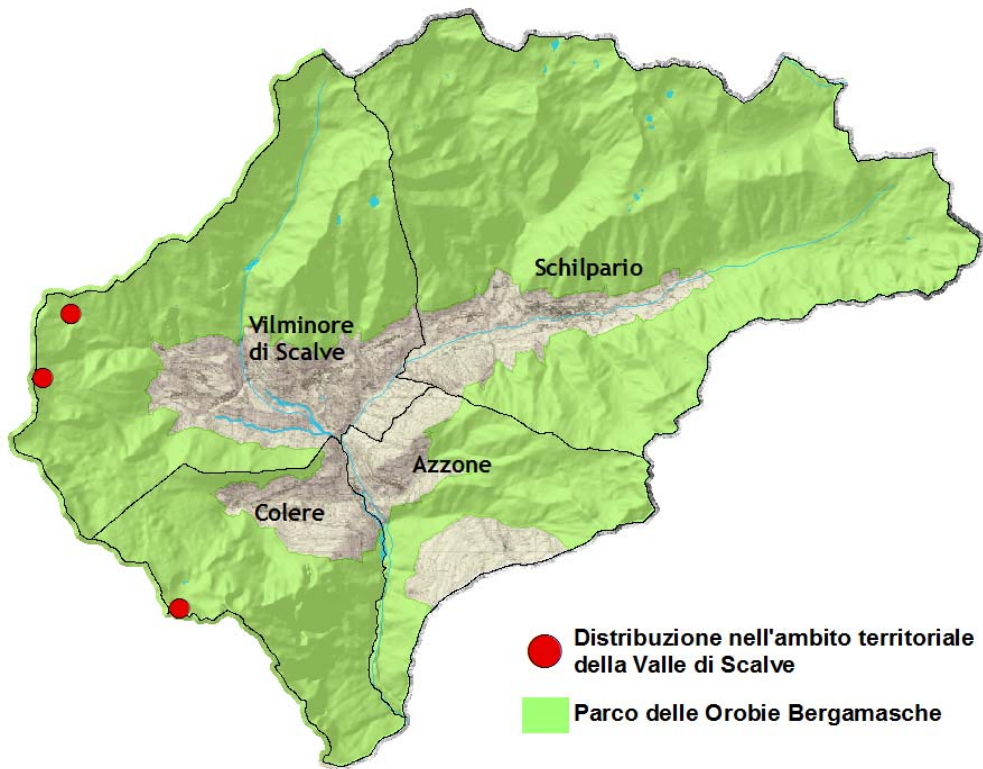 Schilpario
Vilminore
di Scalve
Azzone
Colere
Distribuzione nell'ambito territoriale
della Valle di Scalve
Parco delle Orobie Bergamasche